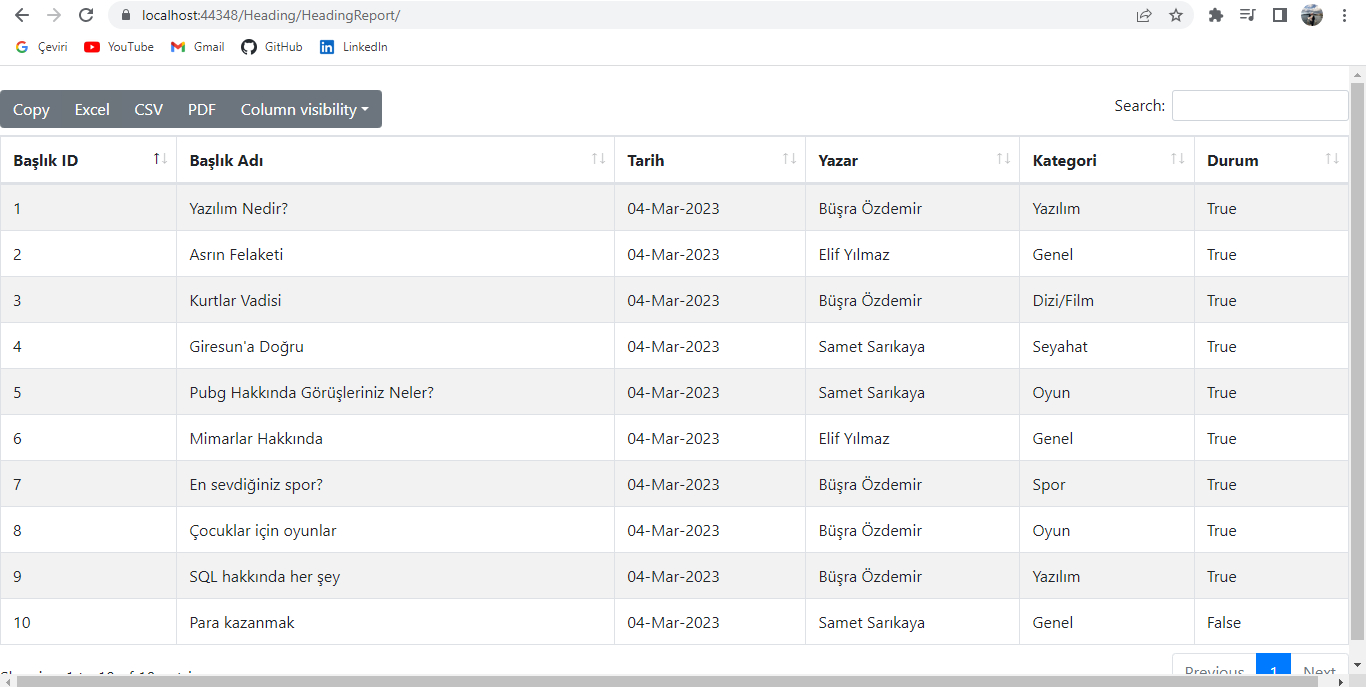 localhost:44348/Heading/HeadingReport/
Çeviri YouTube Gmail GitHub LinkedIn
Copy Excel CSV PDF Column visibility Search:
Başlık ID Başlık Adı Tarih Yazar Kategori Durum
1 Yazılım Nedir? 04-Mar-2023 Büşra Özdemir Yazılım True
2 Asrın Felaketi 04-Mar-2023 Elif Yılmaz Genel True
3 Kurtlar Vadisi 04-Mar-2023 Büşra Özdemir Dizi/Film True
4 Giresun'a Doğru 04-Mar-2023 Samet Sarıkaya Seyahat True
5 Pubg Hakkında Görüşleriniz Neler? 04-Mar-2023 Samet Sarıkaya Oyun True
6 Mimarlar Hakkında 04-Mar-2023 Elif Yılmaz Genel True
7 En sevdiğiniz spor? 04-Mar-2023 Büşra Özdemir Spor True
8 Çocuklar için oyunlar 04-Mar-2023 Büşra Özdemir Oyun True
9 SQL hakkında her şey 04-Mar-2023 Büşra Özdemir Yazılım True
10 Para kazanmak 04-Mar-2023 Samet Sarıkaya Genel False
Previous 1 Next